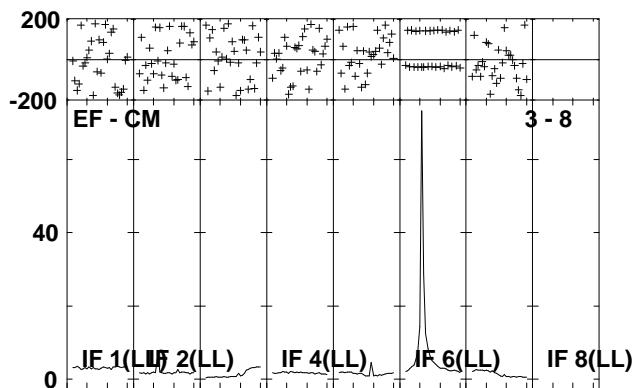 200
-200
EF - CM 3 - 8
40
IF 1(LL) IF 2(LL) IF 4(LL) IF 6(LL) IF 8(LL)
0